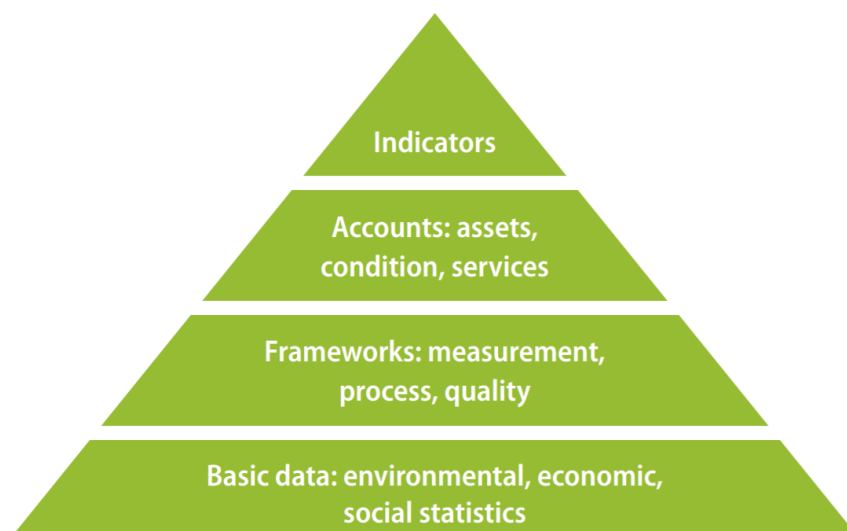 Indicators
Accounts: assets,
condition, services
Frameworks: measurement,
process, quality
Basic data: environmental, economic,
social statistics